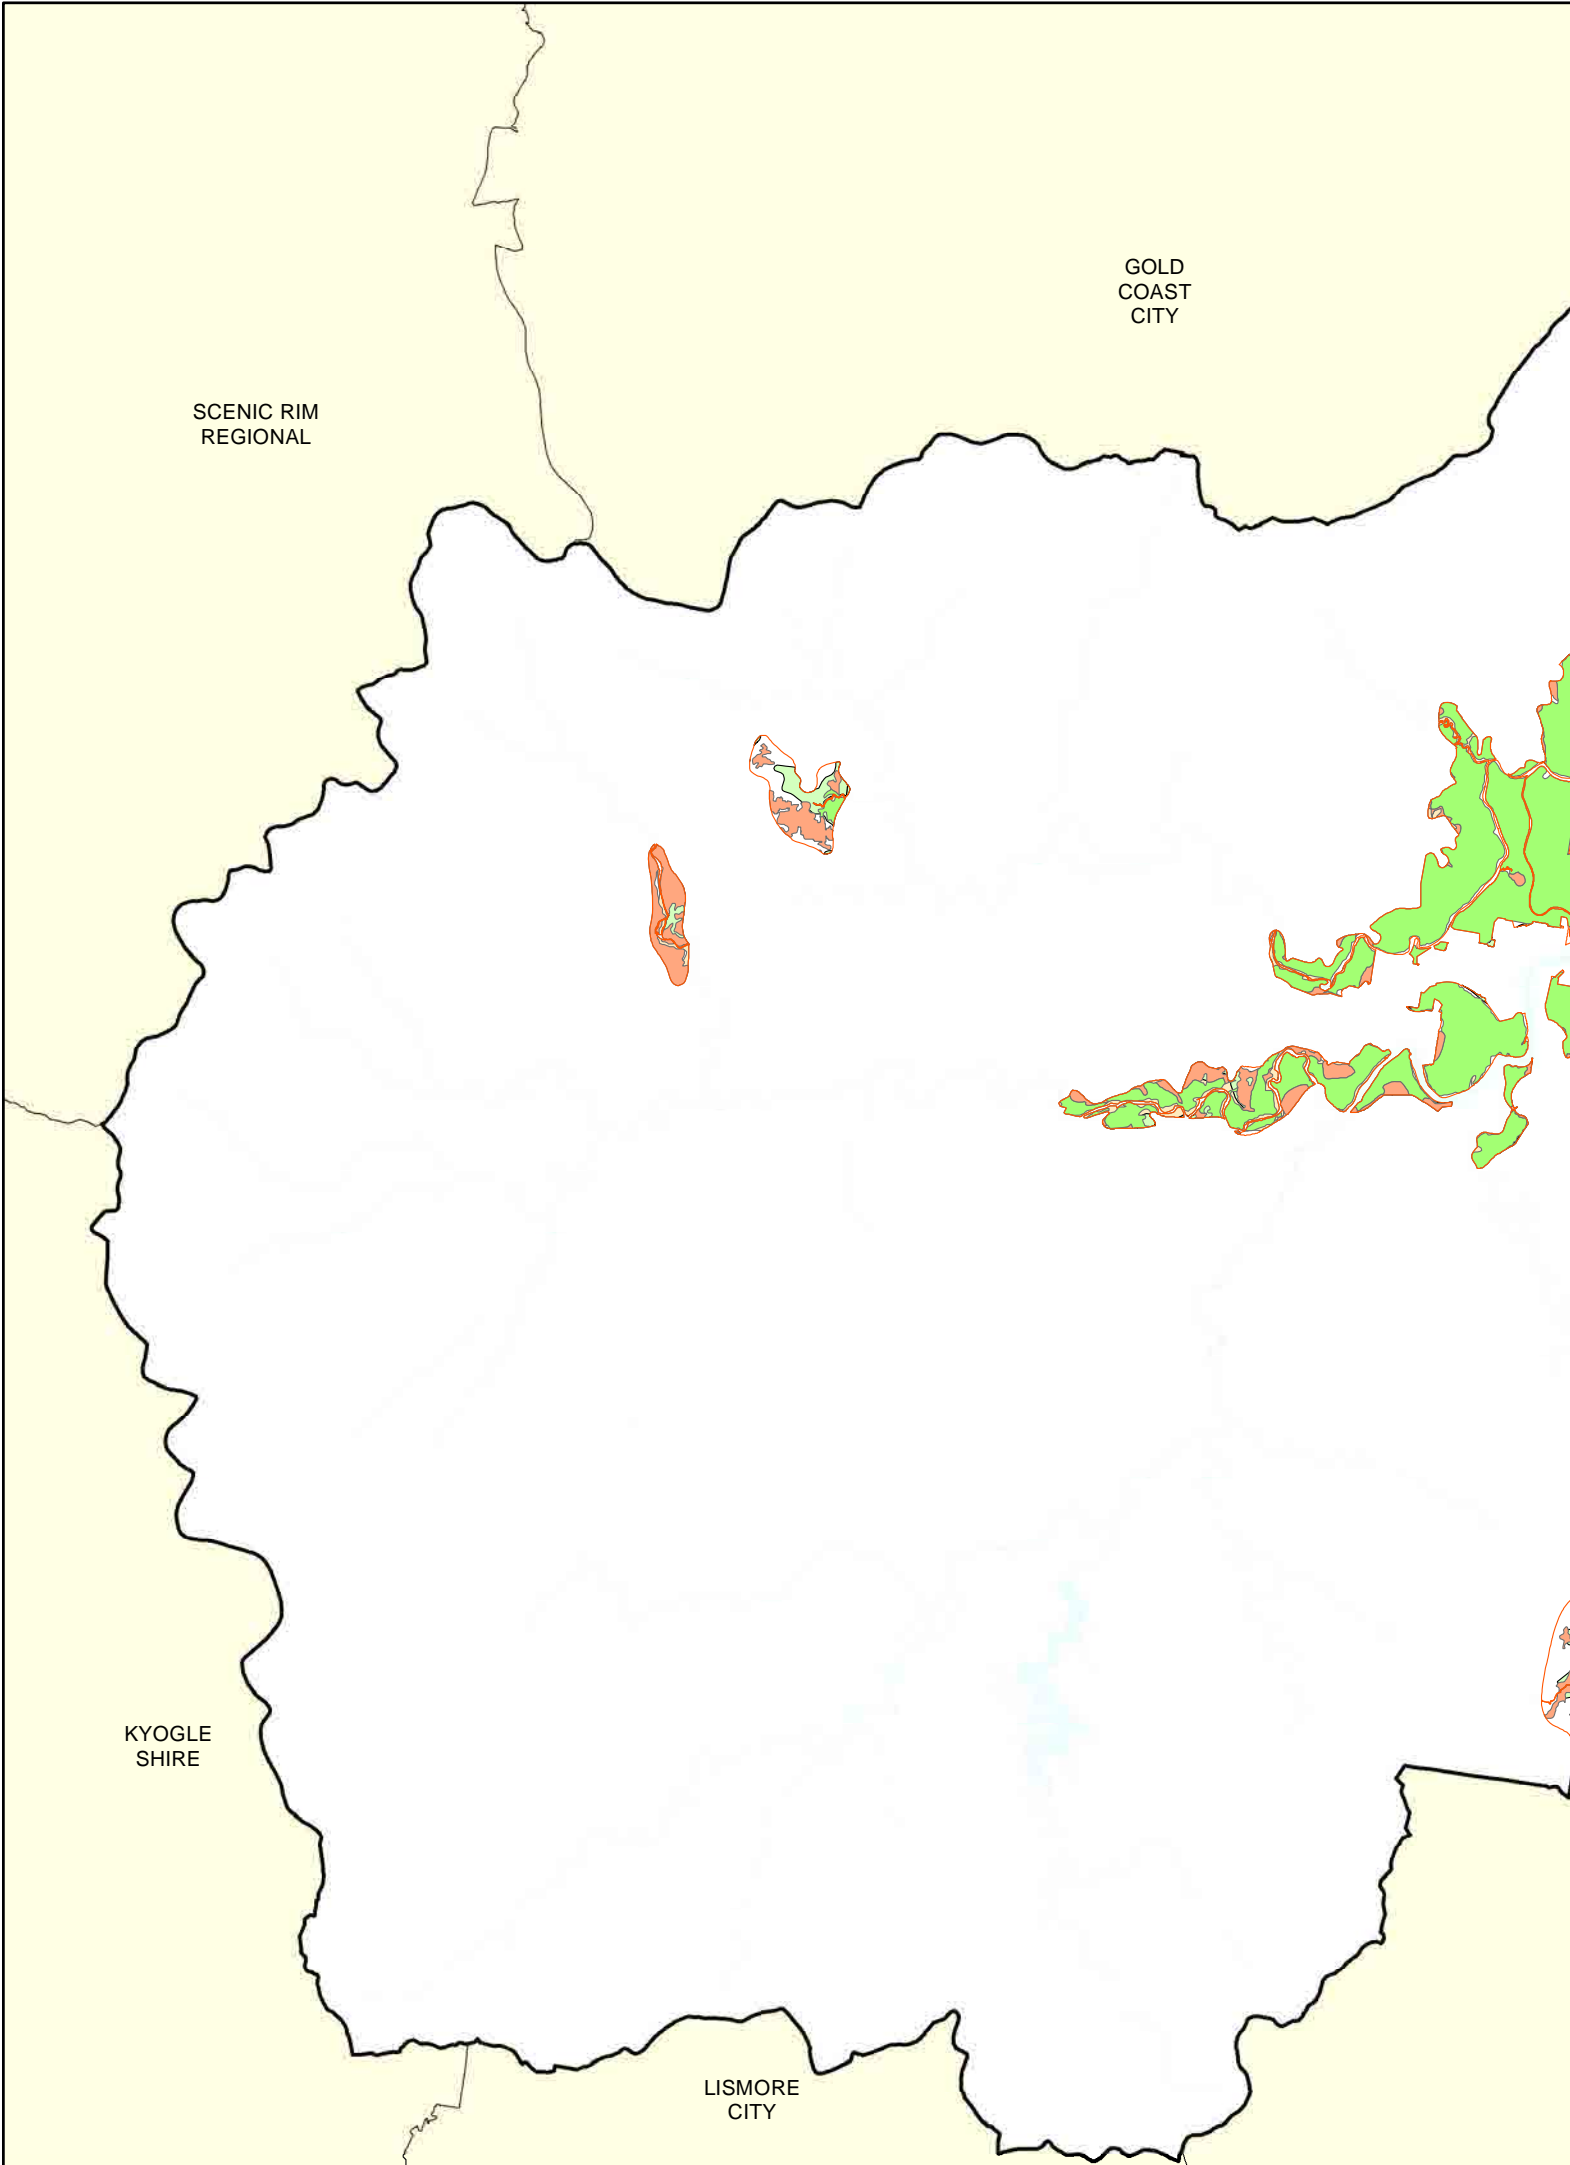 GOLD
COAST
CITY
SCENIC RIM
REGIONAL
KYOGLE
SHIRE
LISMORE
CITY